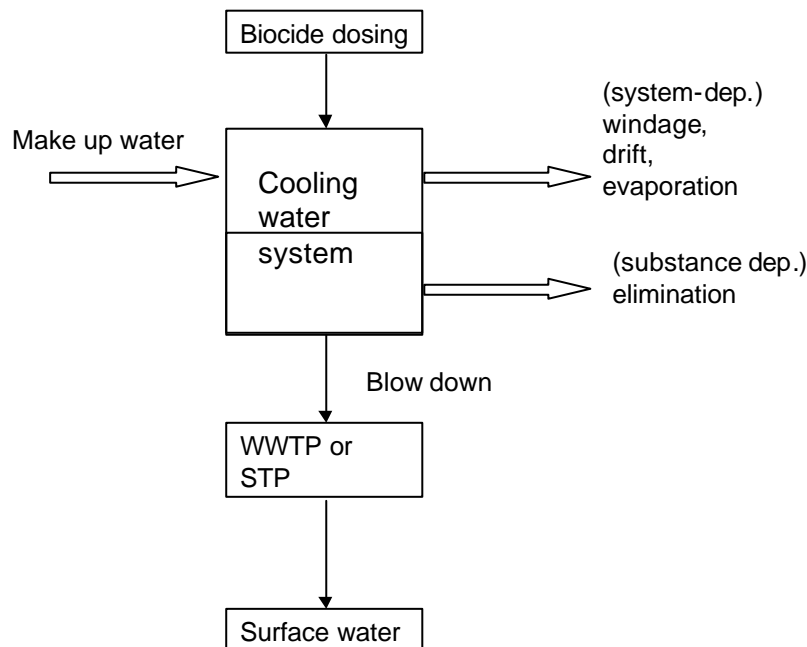 Biocide dosing
(system-dep.)
windage,
drift,
evaporation
Make up water
Cooling
water
system
(substance dep.)
elimination
Blow down
WWTP or
STP
Surface water